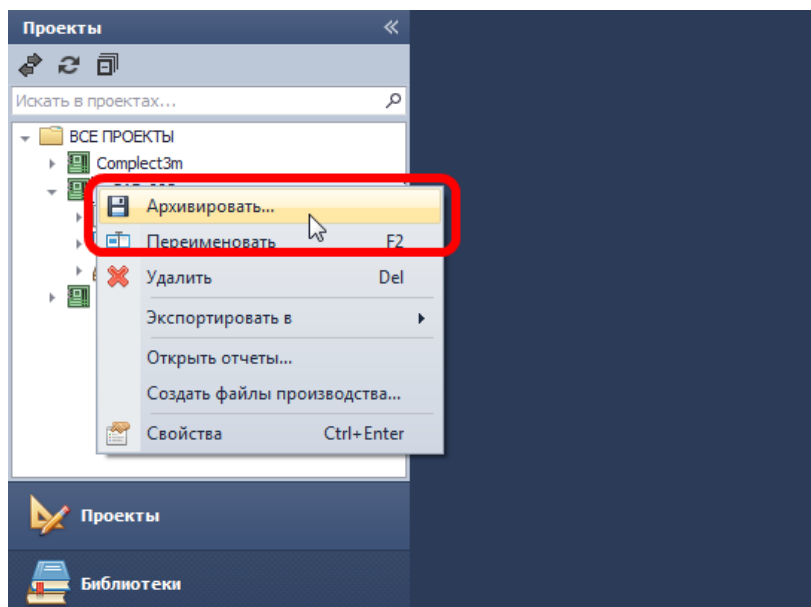 Проекты
Искать в проектах...
ВСЕ ПРОЕКТЫ
Complect3m
Архивировать...
Переименовать F2
Удалить Del
Экспортировать в
Открыть отчеты...
Создать файлы производства...
Свойства Ctrl+Enter
Проекты
Библиотеки